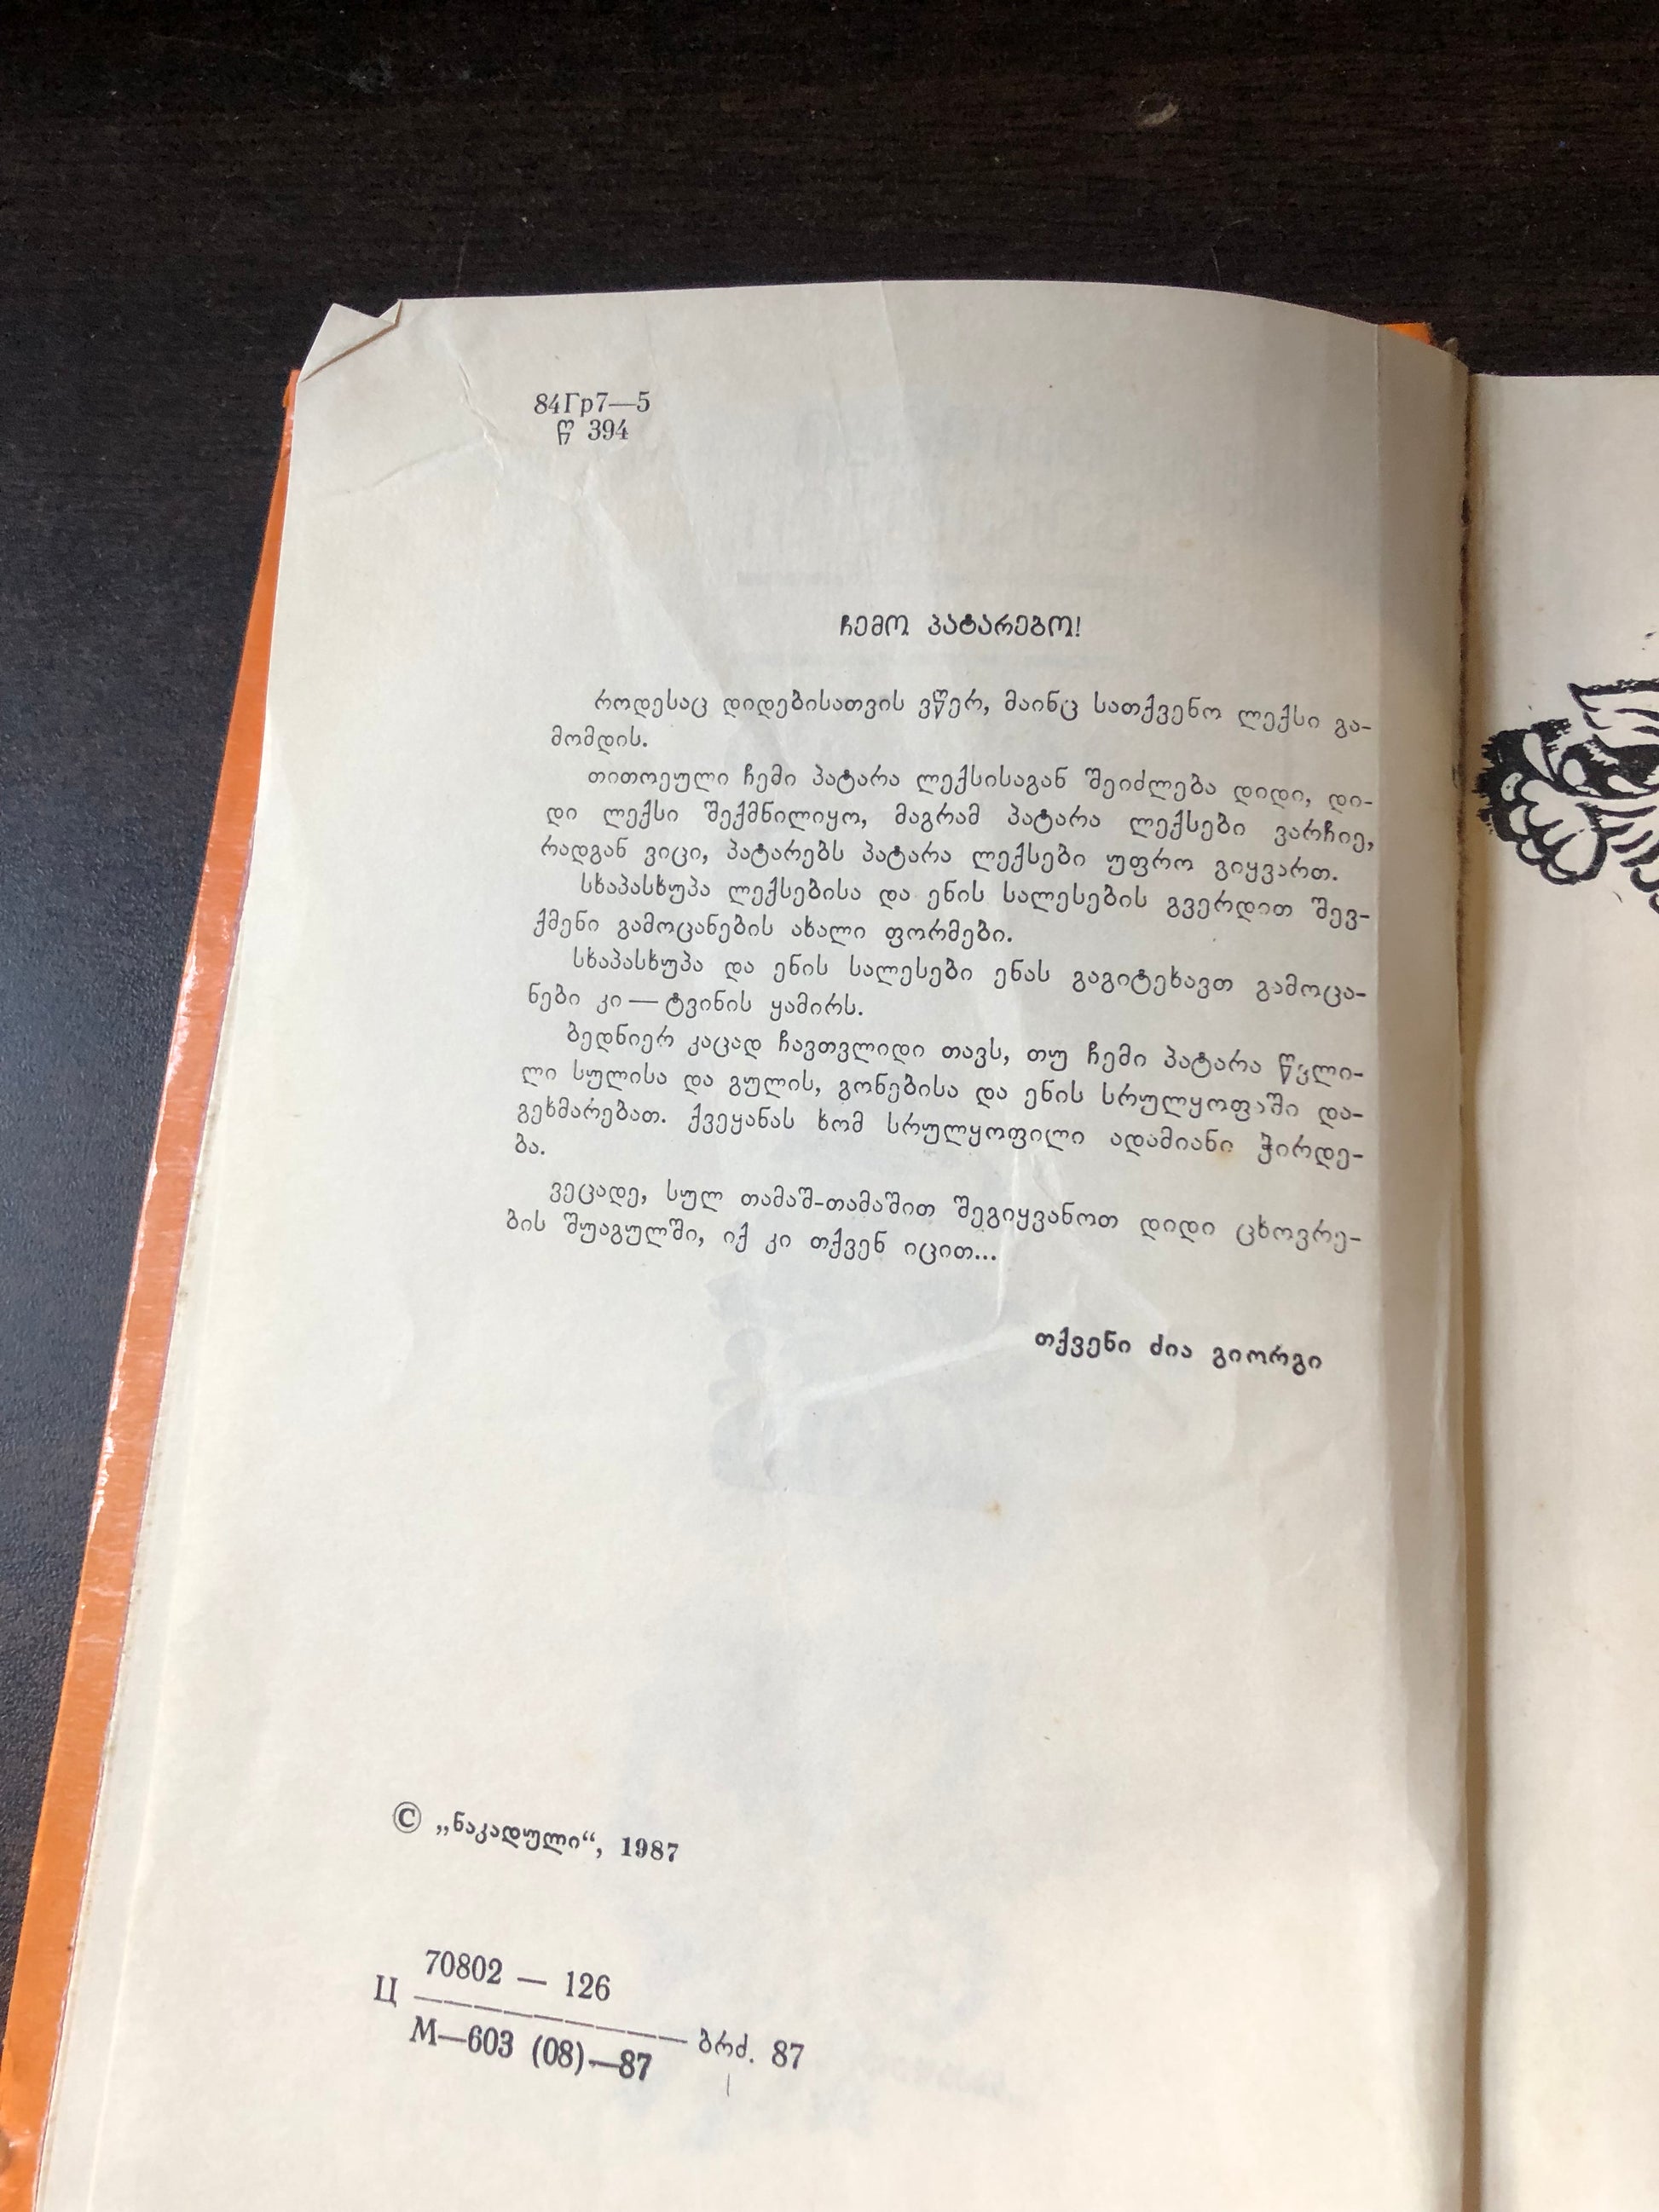 84Гр7—5
წ 394
ჩემო პატარებო!
როდესაც დიდებისათვის ვწერ, მაინც სათქვენო ლექსი გა-
მომდის.
თითოეული ჩემი პატარა ლექსისაგან შეიძლება დიდი, დი-
დი ლექსი შექმნილიყო, მაგრამ პატარა ლექსები ვარჩიე,
რადგან ვიცი, პატარებს პატარა ლექსები უფრო გიყვართ.
სხაპასხუპა ლექსებისა და ენის სალესების გვერდით შევ-
ქმენი გამოცანების ახალი ფორმები.
სხაპასხუპა და ენის სალესები ენას გაგიტეხავთ გამოცა-
ნები კი — ტვინის ყამირს.
ბედნიერ კაცად ჩავთვლიდი თავს, თუ ჩემი პატარა წვლი-
ლი სულისა და გულის, გონებისა და ენის სრულყოფაში და-
გეხმარებათ. ქვეყანას ხომ სრულყოფილი ადამიანი ჭირდე-
ბა.
ვეცადე, სულ თამაშ-თამაშით შეგიყვანოთ დიდი ცხოვრე-
ბის შუაგულში, იქ კი თქვენ იცით...
თქვენი ძია გიორგი
© „ნაკადული“, 1987
70802 — 126
Ц ———————— ბრძ. 87
М—603 (08)—87